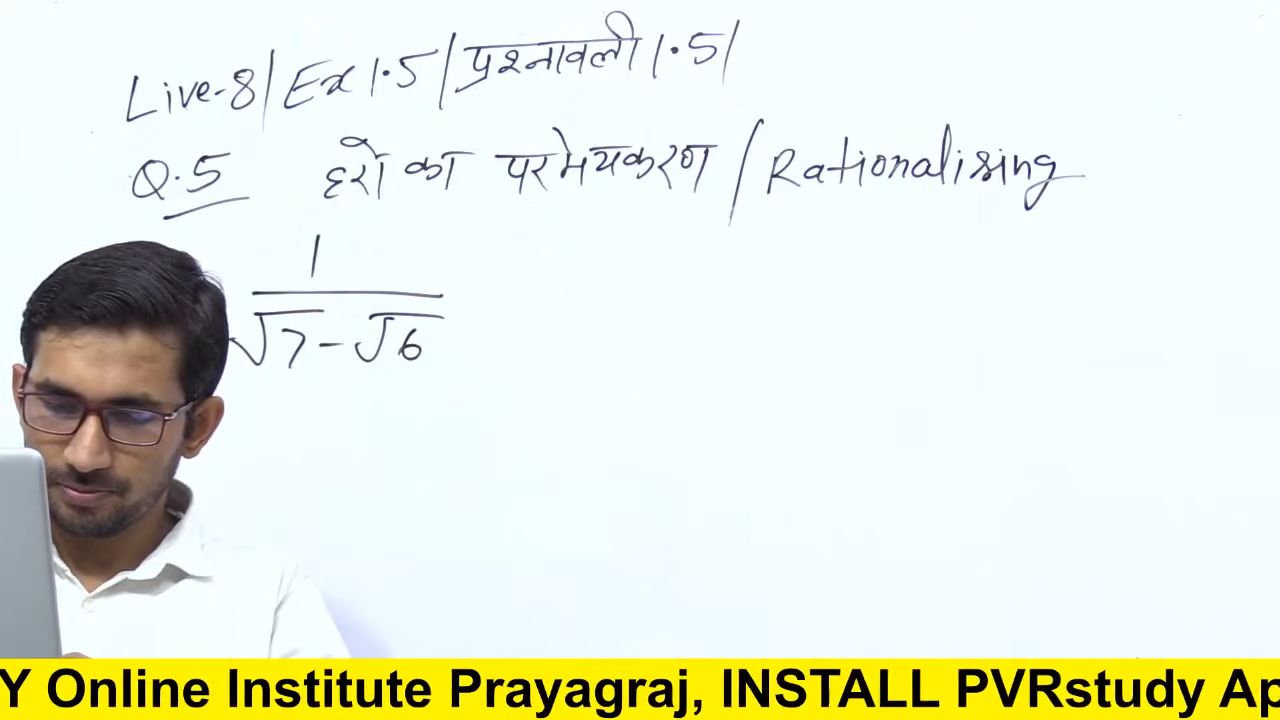 Live-8/ Ex 1.5/ प्रश्नावली 1.5/
Q.5 हरों का परमेयकरण / Rationalising
1
√7-√6
Y Online Institute Prayagraj, INSTALL PVRstudy Ap